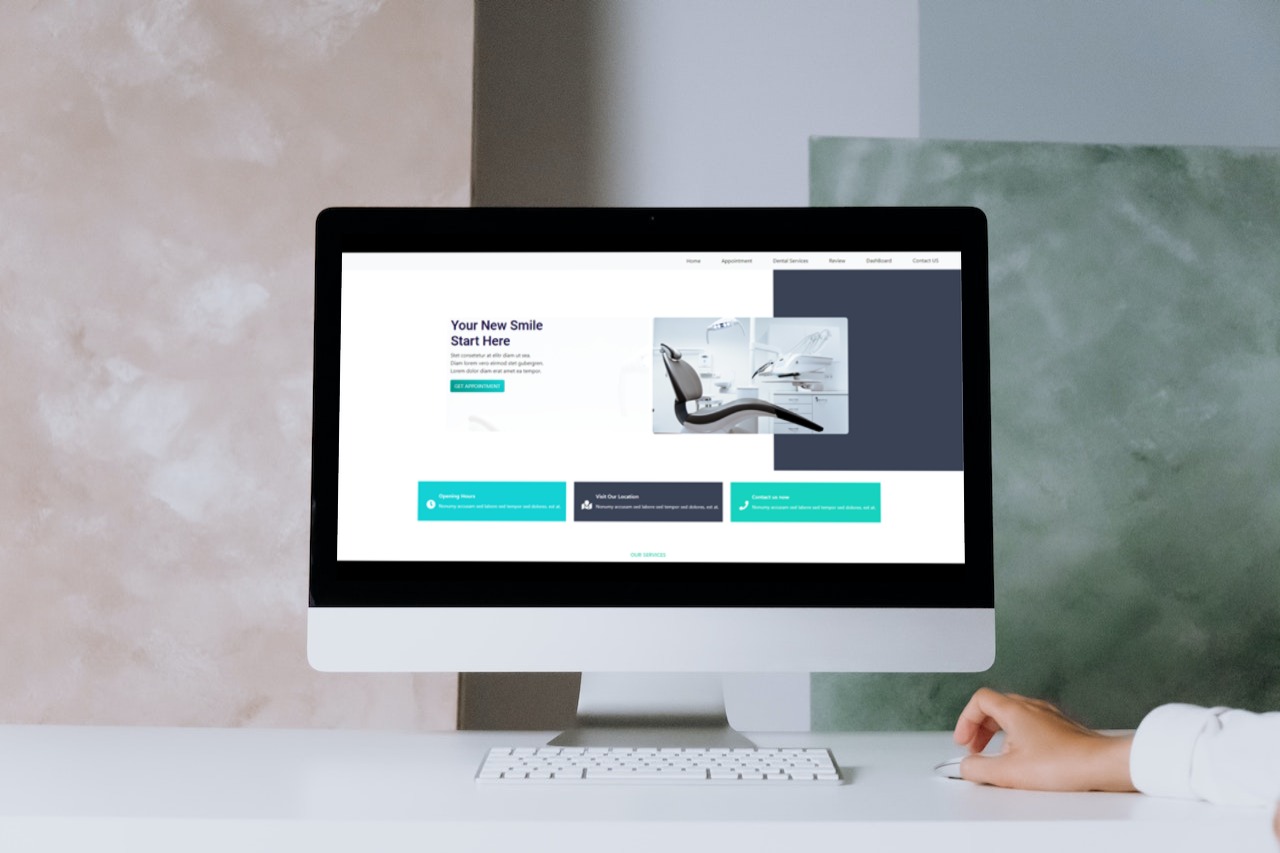 Home Appointment Dental Services Review DashBoard Contact US
Your New Smile
Start Here
Stet consetetur at elitr diam ut sea.
Diam lorem vero eirmod stet gubergren.
Lorem dolor diam erat amet ea tempor.
GET APPOINTMENT
Opening Hours
Nonumy accusam sed labore sed tempor sed dolores, est at.
Visit Our Location
Nonumy accusam sed labore sed tempor sed dolores, est at.
Contact us now
Nonumy accusam sed labore sed tempor sed dolores, est at.
OUR SERVICES